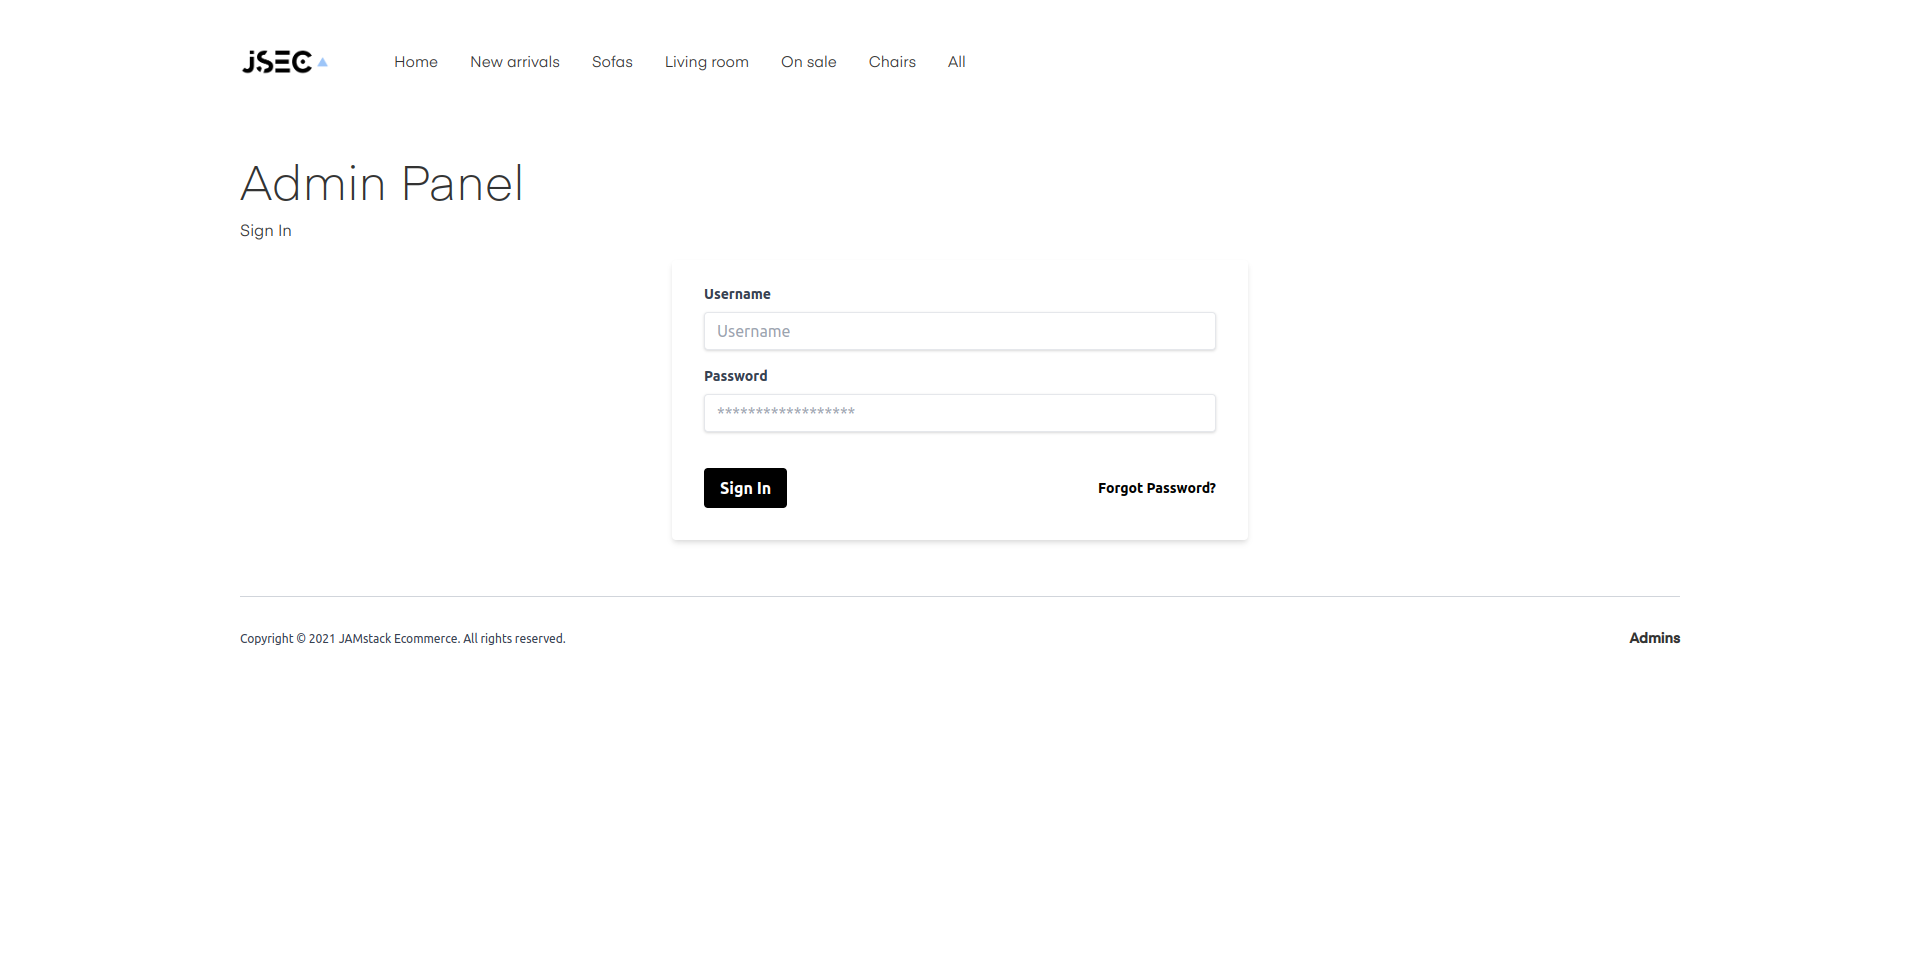 JSEC
Home New arrivals Sofas Living room On sale Chairs All
Admin Panel
Sign In
Username
Username
Password
******************
Sign In Forgot Password?
Copyright © 2021 JAMstack Ecommerce. All rights reserved. Admins